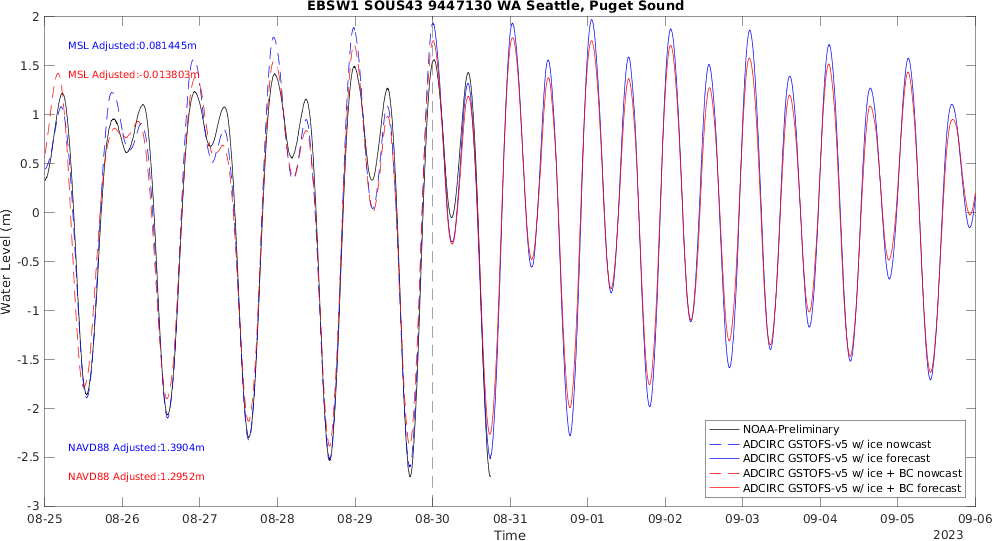 EBSW1 SOUS43 9447130 WA Seattle, Puget Sound
2
1.5
1
0.5
0
-0.5
-1
-1.5
-2
-2.5
-3
Water Level (m)
MSL Adjusted:0.081445m
MSL Adjusted:-0.013803m
NAVD88 Adjusted:1.3904m
NAVD88 Adjusted:1.2952m
NOAA-Preliminary
ADCIRC GSTOFS-v5 w/ ice nowcast
ADCIRC GSTOFS-v5 w/ ice forecast
ADCIRC GSTOFS-v5 w/ ice + BC nowcast
ADCIRC GSTOFS-v5 w/ ice + BC forecast
08-25 08-26 08-27 08-28 08-29 08-30 08-31 09-01 09-02 09-03 09-04 09-05 09-06
Time
2023